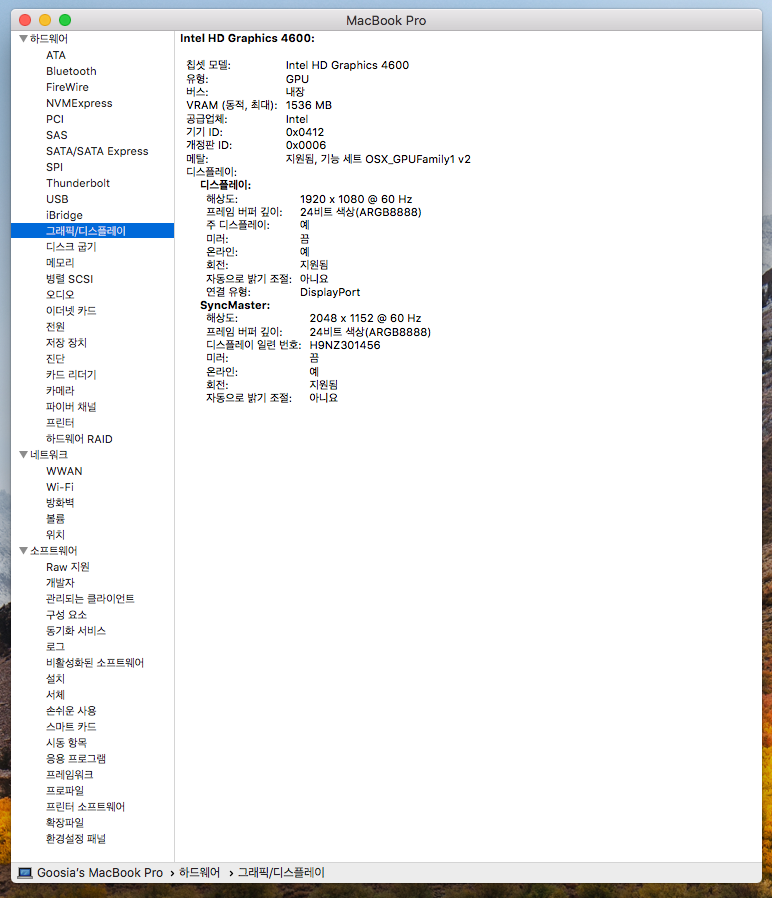 MacBook Pro
하드웨어
ATA
Bluetooth
FireWire
NVMExpress
PCI
SAS
SATA/SATA Express
SPI
Thunderbolt
USB
iBridge
그래픽/디스플레이
디스크 굽기
메모리
병렬 SCSI
오디오
이더넷 카드
전원
저장 장치
진단
카드 리더기
카메라
파이버 채널
프린터
하드웨어 RAID
네트워크
WWAN
Wi-Fi
방화벽
볼륨
위치
소프트웨어
Raw 지원
개발자
관리되는 클라이언트
구성 요소
동기화 서비스
로그
비활성화된 소프트웨어
설치
서체
손쉬운 사용
스마트 카드
시동 항목
응용 프로그램
프레임워크
프로파일
프린터 소프트웨어
확장파일
환경설정 패널
Intel HD Graphics 4600:
칩셋 모델: Intel HD Graphics 4600
유형: GPU
버스: 내장
VRAM (동적, 최대): 1536 MB
공급업체: Intel
기기 ID: 0x0412
개정판 ID: 0x0006
메탈: 지원됨, 기능 세트 OSX_GPUFamily1 v2
디스플레이:
디스플레이:
해상도: 1920 x 1080 @ 60 Hz
프레임 버퍼 깊이: 24비트 색상(ARGB8888)
주 디스플레이: 예
미러: 끔
온라인: 예
회전: 지원됨
자동으로 밝기 조절: 아니요
연결 유형: DisplayPort
SyncMaster:
해상도: 2048 x 1152 @ 60 Hz
프레임 버퍼 깊이: 24비트 색상(ARGB8888)
디스플레이 일련 번호: H9NZ301456
미러: 끔
온라인: 예
회전: 지원됨
자동으로 밝기 조절: 아니요
Goosia's MacBook Pro › 하드웨어 › 그래픽/디스플레이